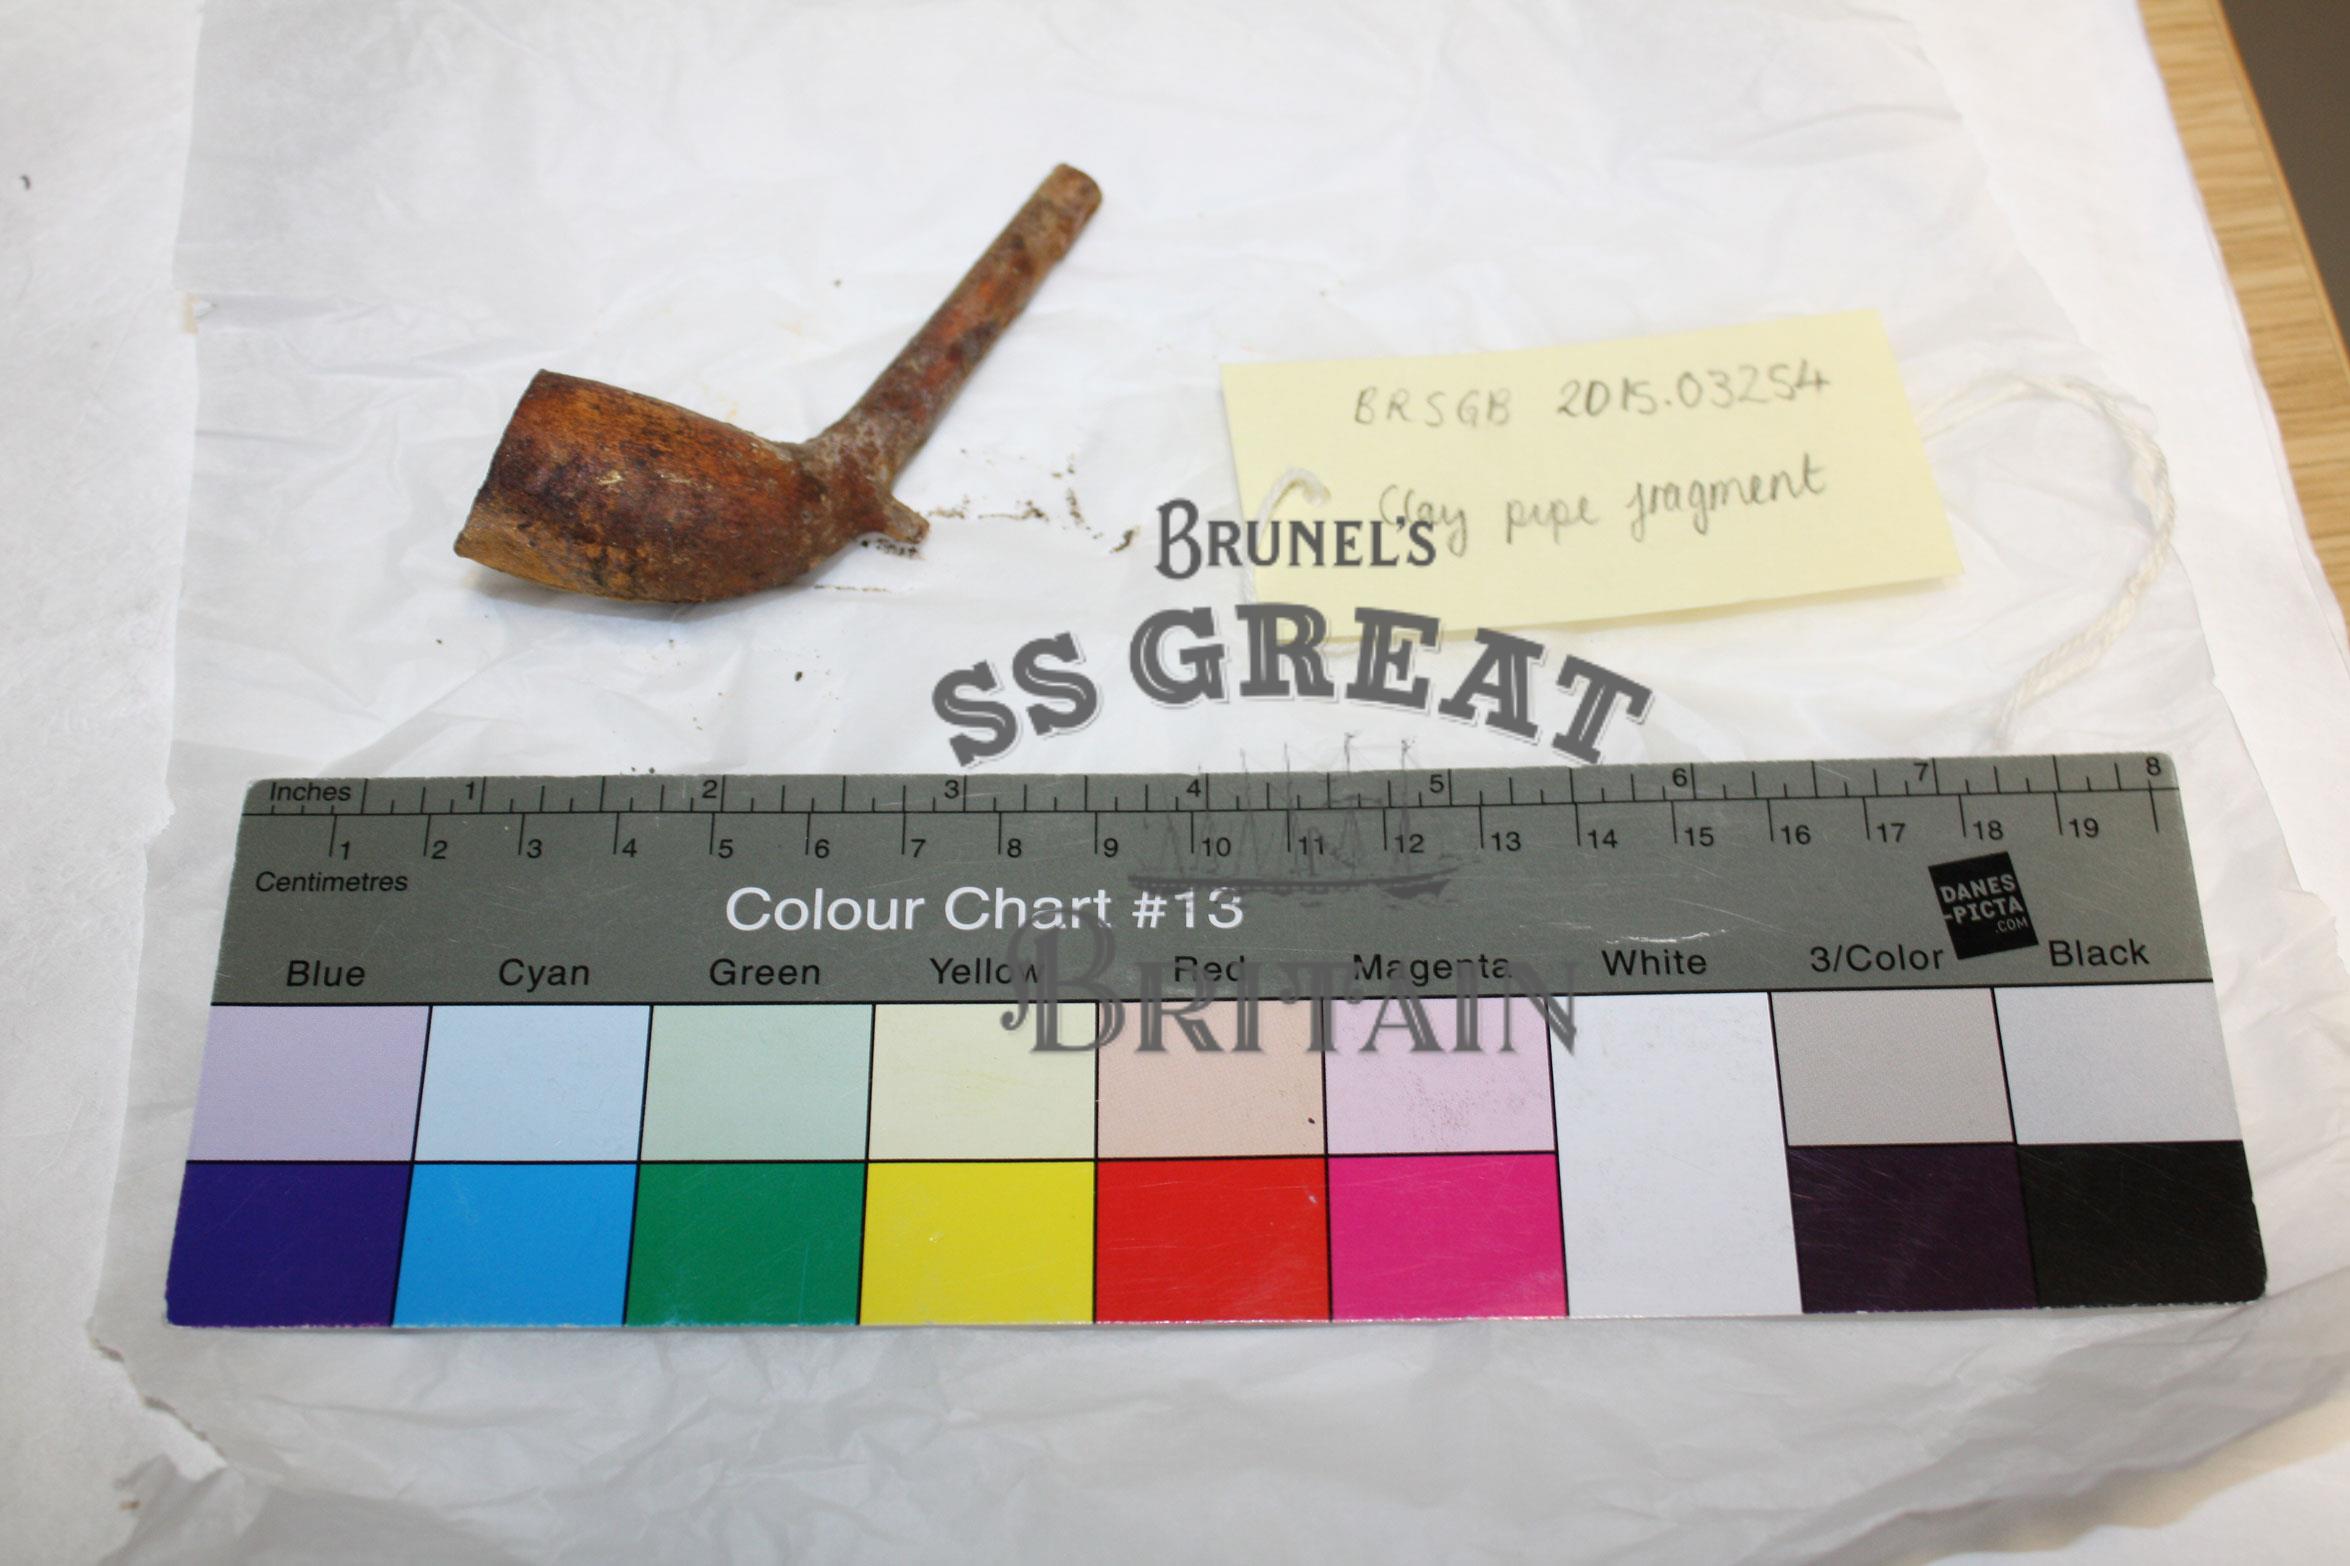 BRSGB 2015.03254
Clay pipe fragment
BRUNEL'S
SS GREAT
BRITAIN
Inches 1 2 3 4 5 6 7 8
1 2 3 4 5 6 7 8 9 10 11 12 13 14 15 16 17 18 19
Centimetres
Colour Chart #13
DANES
-PICTA
.COM
Blue Cyan Green Yellow Red Magenta White 3/Color Black